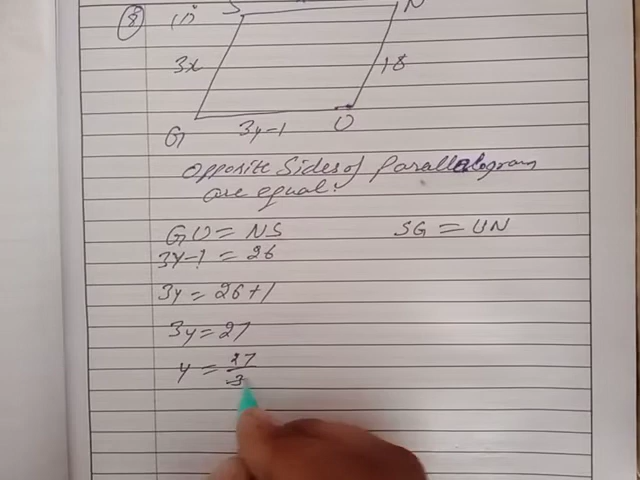 8 (i) S N
3x 18
G 3y-1 U
Opposite Sides of Parallelogram
are equal.
GU = NS SG = UN
3y-1 = 26
3y = 26+1
3y = 27
y = 27/3